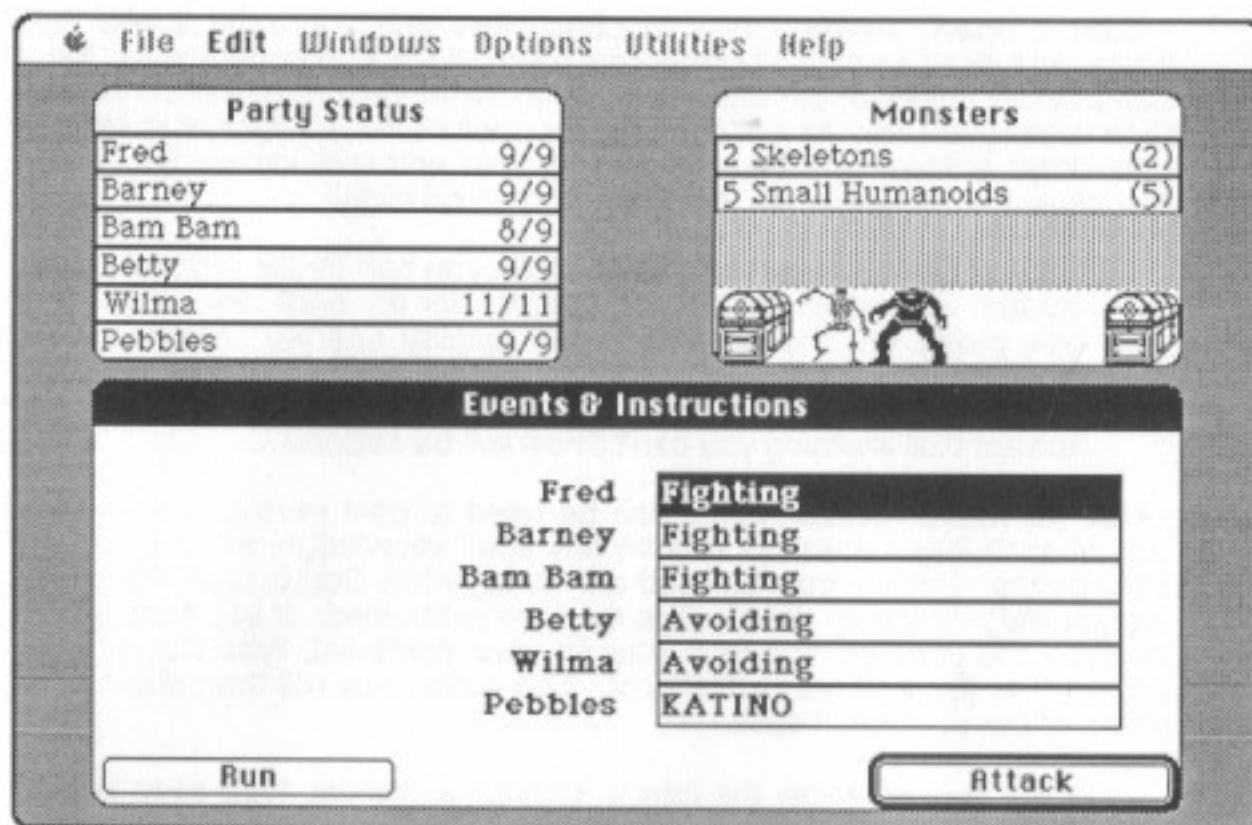 File Edit Windows Options Utilities Help
Party Status
Fred 9/9
Barney 9/9
Bam Bam 8/9
Betty 9/9
Wilma 11/11
Pebbles 9/9
Monsters
2 Skeletons (2)
5 Small Humanoids (5)
Events & Instructions
Fred Fighting
Barney Fighting
Bam Bam Fighting
Betty Avoiding
Wilma Avoiding
Pebbles KATINO
Run Attack